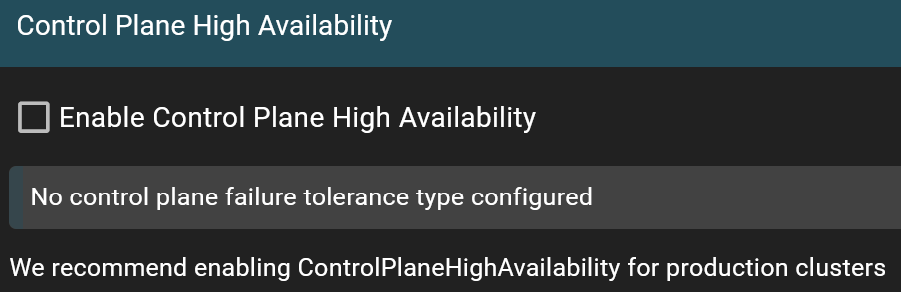 Control Plane High Availability
Enable Control Plane High Availability
No control plane failure tolerance type configured
We recommend enabling ControlPlaneHighAvailability for production clusters